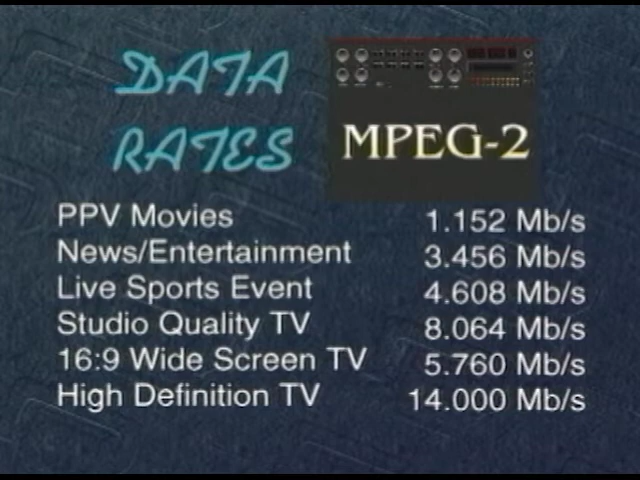 DATA
RATES
MPEG-2
PPV Movies 1.152 Mb/s
News/Entertainment 3.456 Mb/s
Live Sports Event 4.608 Mb/s
Studio Quality TV 8.064 Mb/s
16:9 Wide Screen TV 5.760 Mb/s
High Definition TV 14.000 Mb/s